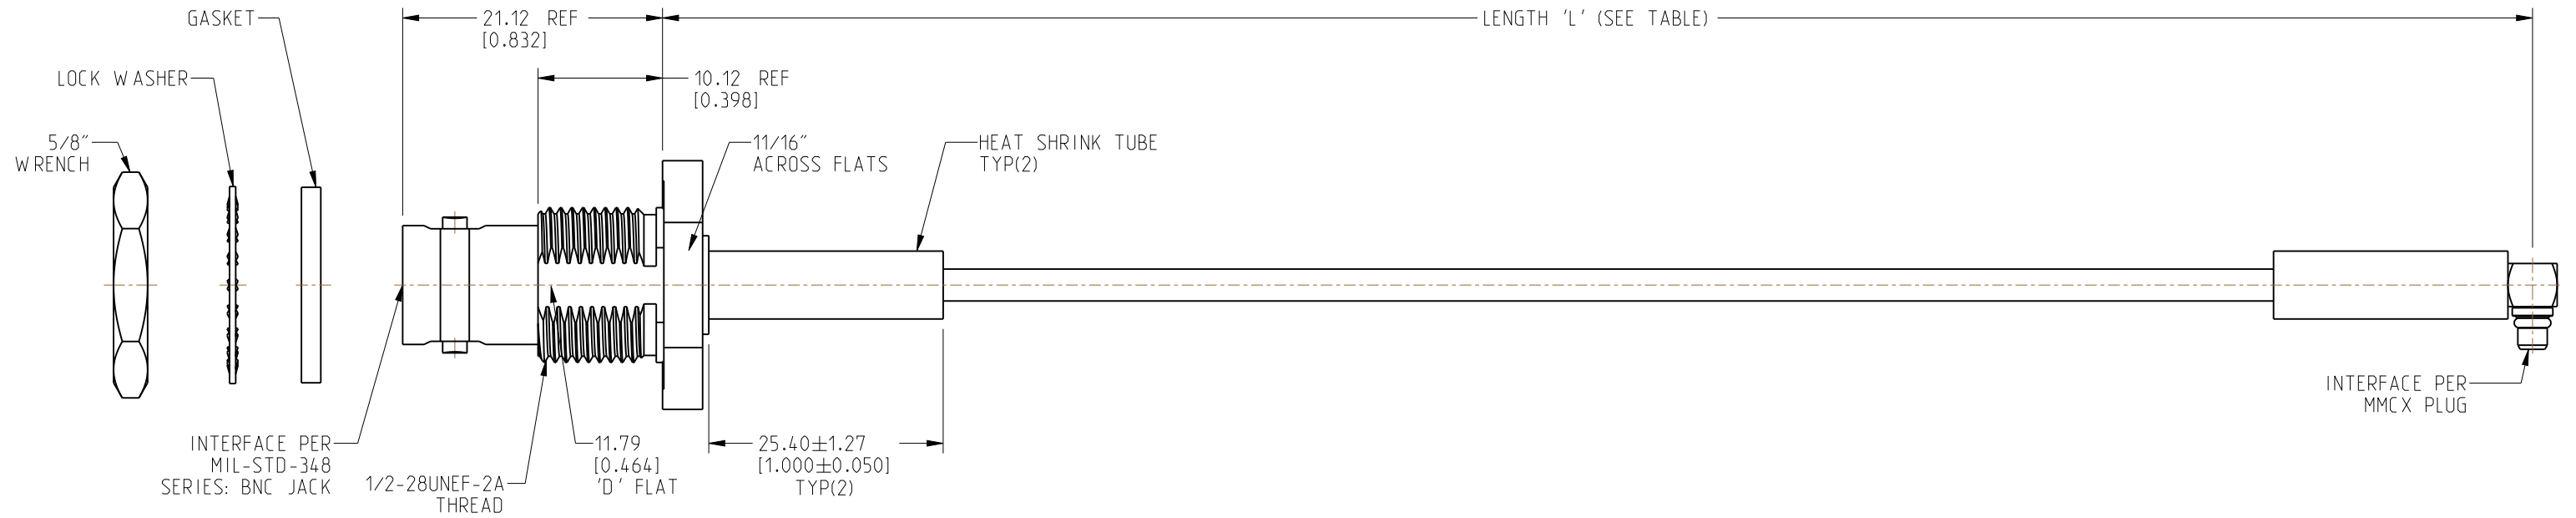 GASKET
21.12 REF
[0.832]
LENGTH 'L' (SEE TABLE)
LOCK WASHER
10.12 REF
[0.398]
5/8"
WRENCH
11/16"
ACROSS FLATS
HEAT SHRINK TUBE
TYP(2)
INTERFACE PER
MMCX PLUG
INTERFACE PER
MIL-STD-348
SERIES: BNC JACK
1/2-28UNEF-2A
THREAD
11.79
[0.464]
'D' FLAT
25.40±1.27
[1.000±0.050]
TYP(2)